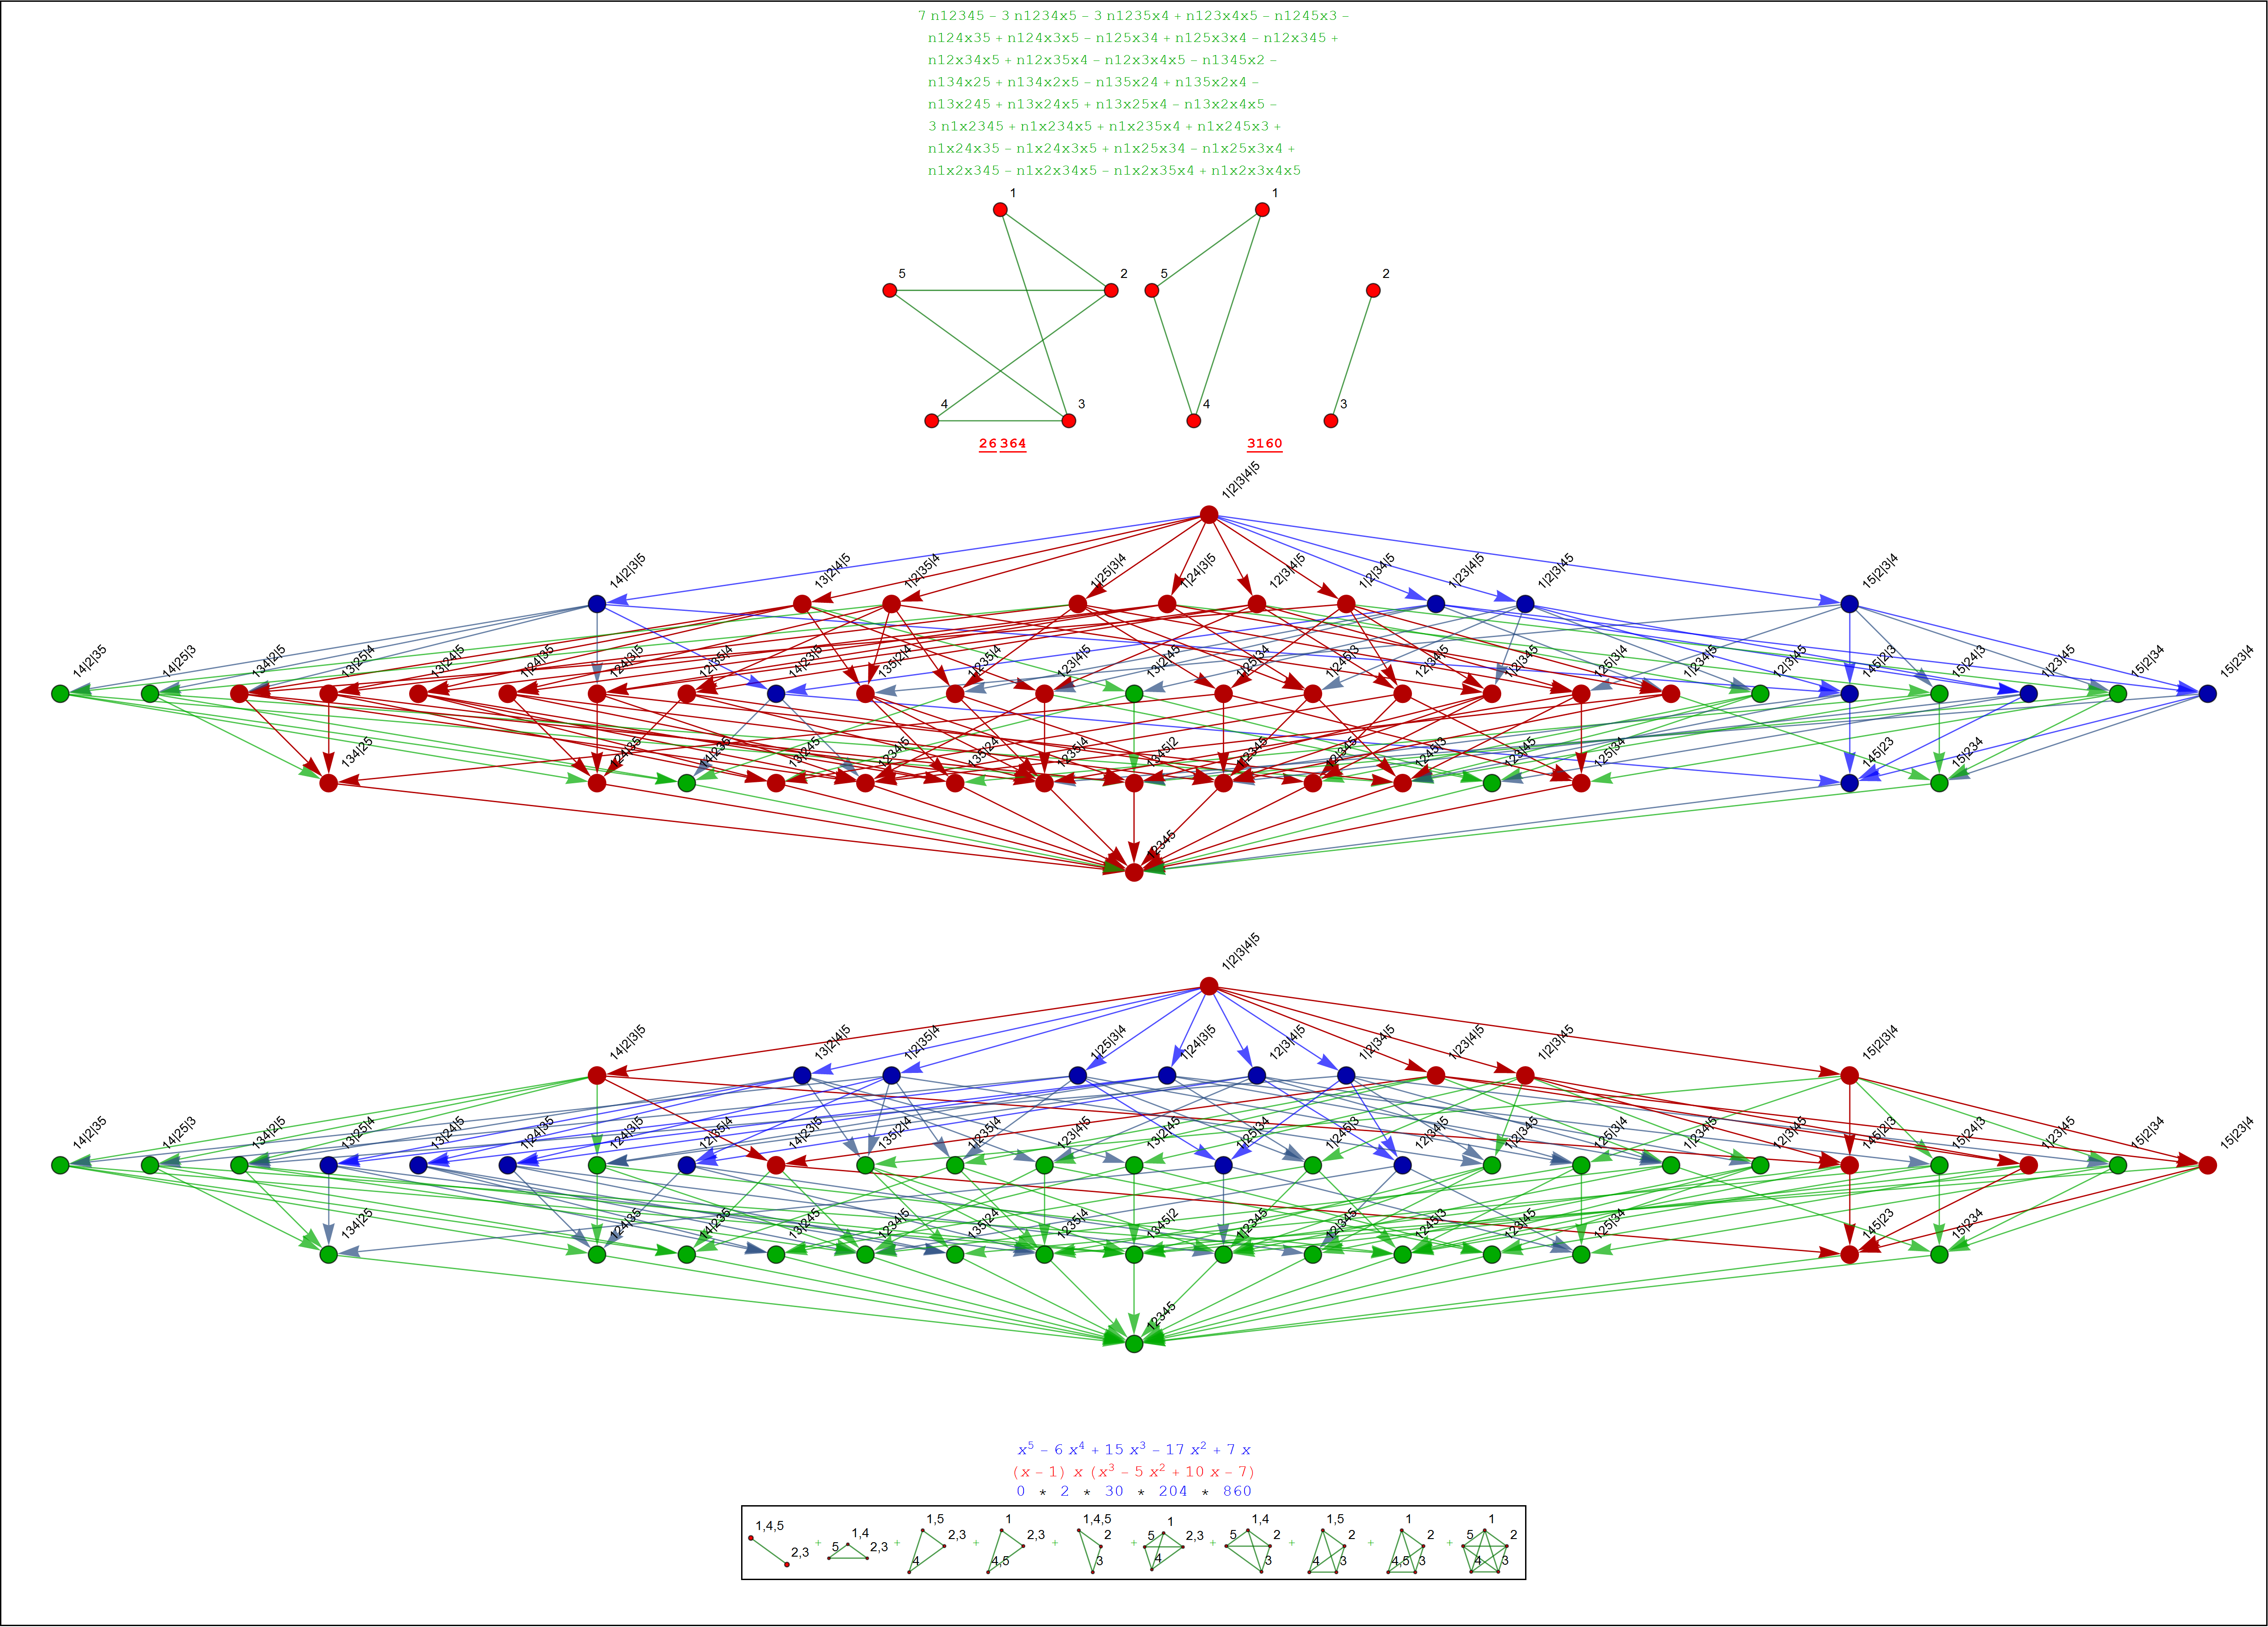 7 n12345 – 3 n1234x5 – 3 n1235x4 + n123x4x5 – n1245x3 –
n124x35 + n124x3x5 – n125x34 + n125x3x4 – n12x345 +
n12x34x5 + n12x35x4 – n12x3x4x5 – n1345x2 –
n134x25 + n134x2x5 – n135x24 + n135x2x4 –
n13x245 + n13x24x5 + n13x25x4 – n13x2x4x5 –
3 n1x2345 + n1x234x5 + n1x235x4 + n1x245x3 +
n1x24x35 – n1x24x3x5 + n1x25x34 – n1x25x3x4 +
n1x2x345 – n1x2x34x5 – n1x2x35x4 + n1x2x3x4x5
1 1
5 2 5 2
4 3 4 3
26 364 3160
1|2|3|4|5
14|2|3|5 13|2|4|5 1|2|35|4 1|25|3|4 1|24|3|5 12|3|4|5 1|2|34|5 1|23|4|5 1|2|3|45 15|2|3|4
14|2|35 14|25|3 134|2|5 13|25|4 13|24|5 1|24|35 124|3|5 12|35|4 14|23|5 135|2|4 1|235|4 123|4|5 13|2|45 1|25|34 1|245|3 12|34|5 1|2|345 125|3|4 1|234|5 12|3|45 145|2|3 15|24|3 1|23|45 15|2|34 15|23|4
134|25 124|35 14|235 13|245 1234|5 135|24 1235|4 1345|2 1|2345 12|345 1245|3 123|45 125|34 145|23 15|234
12345
1|2|3|4|5
14|2|3|5 13|2|4|5 1|2|35|4 1|25|3|4 1|24|3|5 12|3|4|5 1|2|34|5 1|23|4|5 1|2|3|45 15|2|3|4
14|2|35 14|25|3 134|2|5 13|25|4 13|24|5 1|24|35 124|3|5 12|35|4 14|23|5 135|2|4 1|235|4 123|4|5 13|2|45 1|25|34 1|245|3 12|34|5 1|2|345 125|3|4 1|234|5 12|3|45 145|2|3 15|24|3 1|23|45 15|2|34 15|23|4
134|25 124|35 14|235 13|245 1234|5 135|24 1235|4 1345|2 1|2345 12|345 1245|3 123|45 125|34 145|23 15|234
12345
x⁵ – 6 x⁴ + 15 x³ – 17 x² + 7 x
(x – 1) x (x³ – 5 x² + 10 x – 7)
0 * 2 * 30 * 204 * 860
1,4,5 2,3 + 1,4 5 2,3 + 1,5 2,3 4 + 1 2,3 4,5 + 1,4,5 2 3 + 1 5 2,3 4 + 1,4 5 2 3 + 1,5 2 4 3 + 1 2 4,5 3 + 1 5 2 4 3